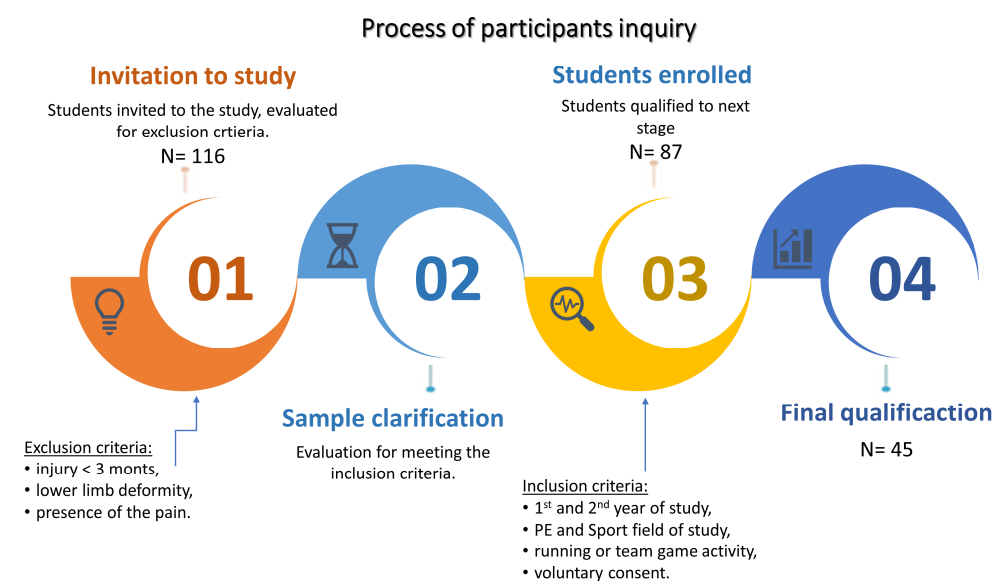 Process of participants inquiry
Invitation to study
Students invited to the study, evaluated
for exclusion crtieria.
N= 116
01
Exclusion criteria:
• injury < 3 monts,
• lower limb deformity,
• presence of the pain.
02
Sample clarification
Evaluation for meeting the
inclusion criteria.
Students enrolled
Students qualified to next
stage
N= 87
03
Inclusion criteria:
• 1st and 2nd year of study,
• PE and Sport field of study,
• running or team game activity,
• voluntary consent.
04
Final qualificaction
N= 45